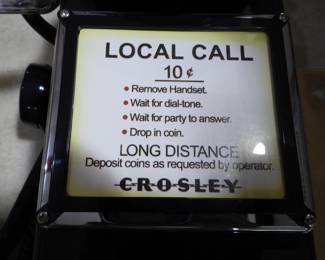 LOCAL CALL
10¢
• Remove Handset.
• Wait for dial-tone.
• Wait for party to answer.
• Drop in coin.
LONG DISTANCE
Deposit coins as requested by operator.
CROSLEY